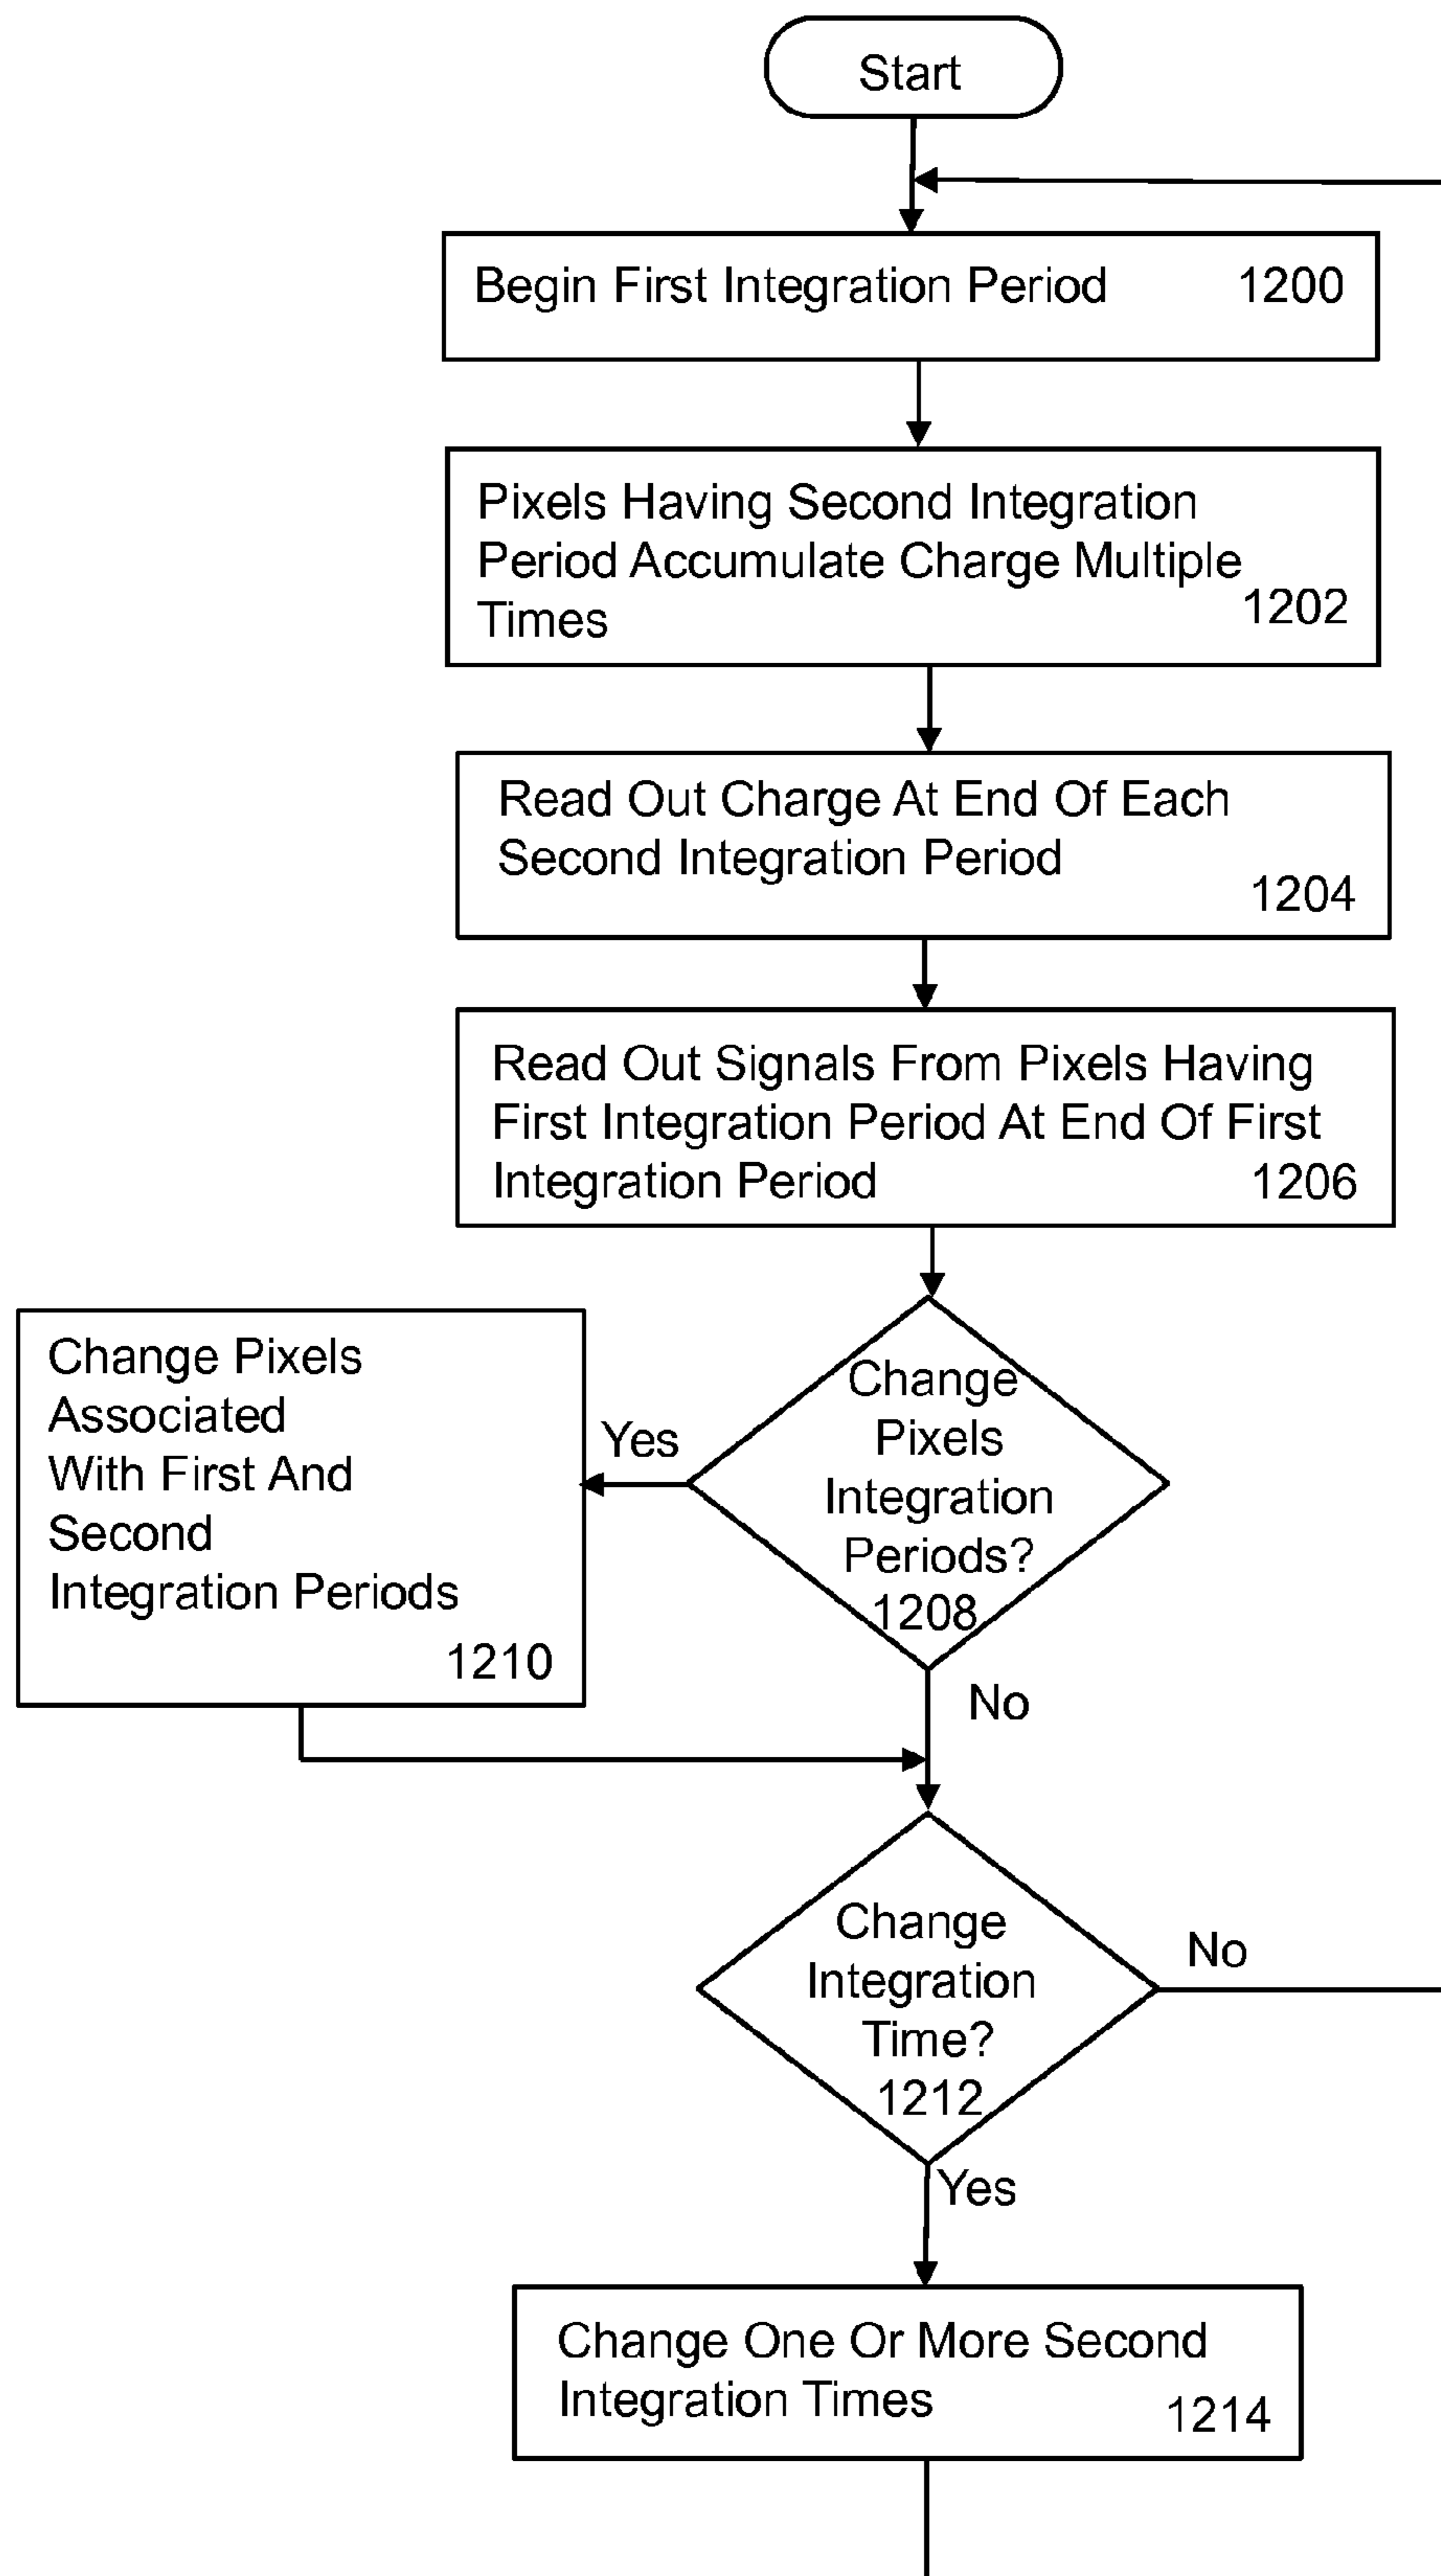 Start
Begin First Integration Period 1200
Pixels Having Second Integration
Period Accumulate Charge Multiple
Times 1202
Read Out Charge At End Of Each
Second Integration Period
1204
Read Out Signals From Pixels Having
First Integration Period At End Of First
Integration Period 1206
Change
Pixels
Integration
Periods?
1208
Yes
Change Pixels
Associated
With First And
Second
Integration Periods
1210
No
Change
Integration
Time?
1212
No
Yes
Change One Or More Second
Integration Times 1214